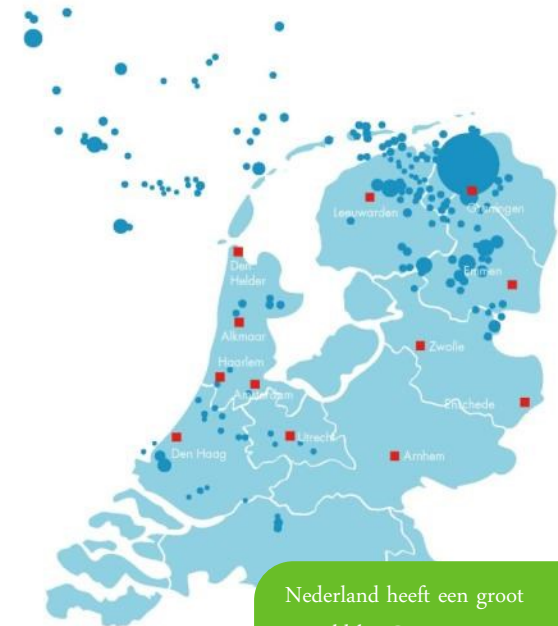 Leeuwarden
Groningen
Den
Helder
Emmen
Alkmaar
Zwolle
Haarlem
Amsterdam
Enschede
Utrecht
Den Haag
Arnhem
Nederland heeft een groot